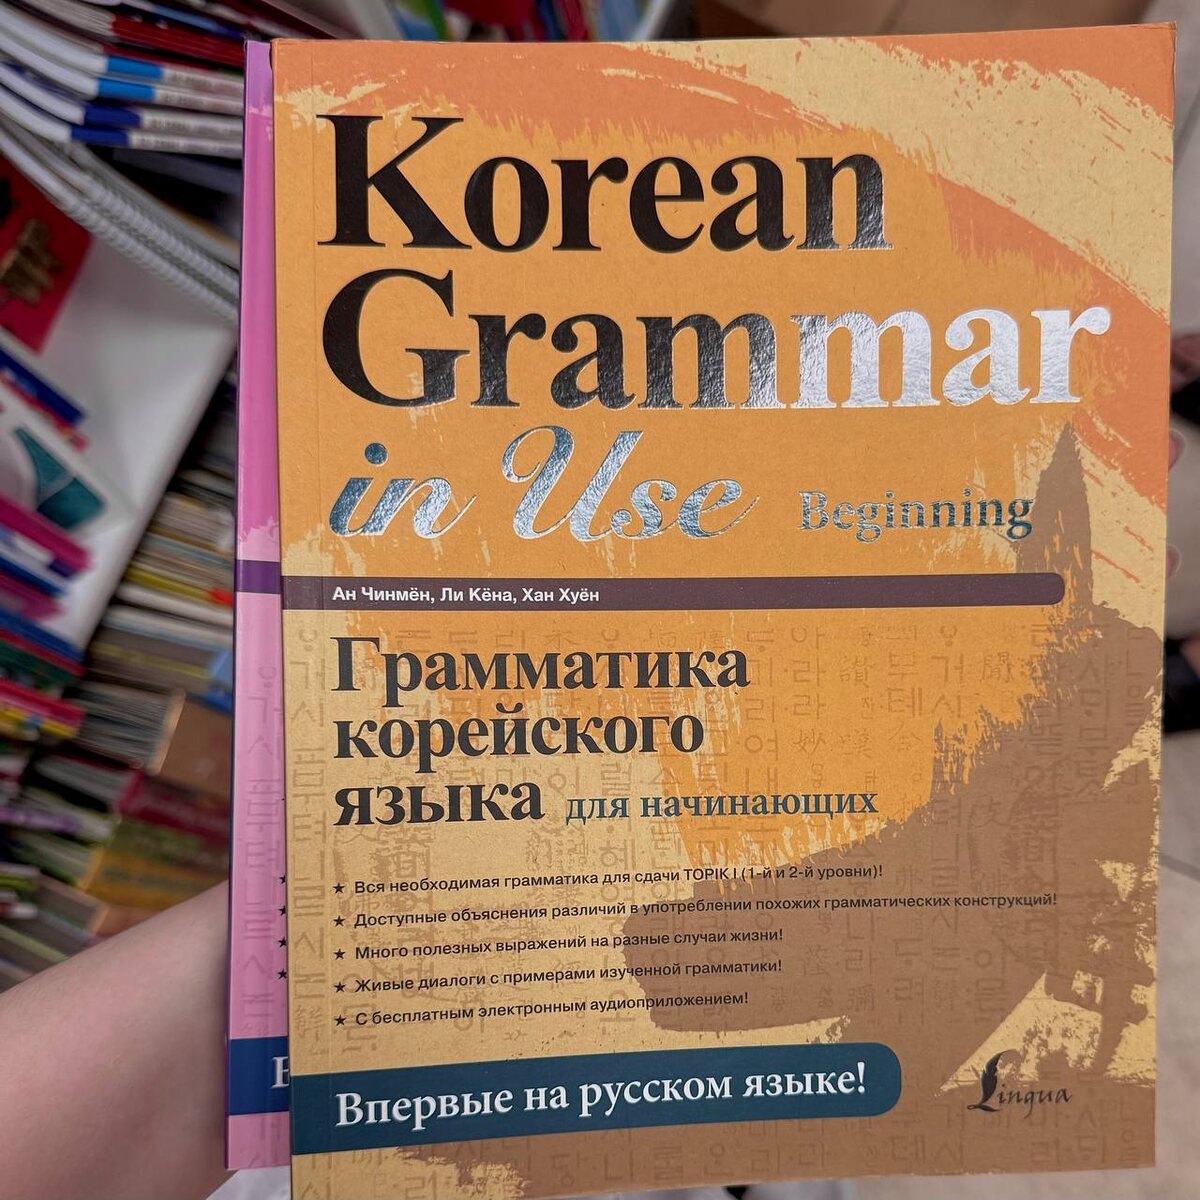 Korean
Grammar
in Use Beginning
Ан Чинмён, Ли Кёна, Хан Хуён
Грамматика
корейского
языка для начинающих
★ Вся необходимая грамматика для сдачи TOPIK I (1-й и 2-й уровни)!
★ Доступные объяснения различий в употреблении похожих грамматических конструкций!
★ Много полезных выражений на разные случаи жизни!
★ Живые диалоги с примерами изученной грамматики!
★ С бесплатным электронным аудиоприложением!
Впервые на русском языке!
Lingua